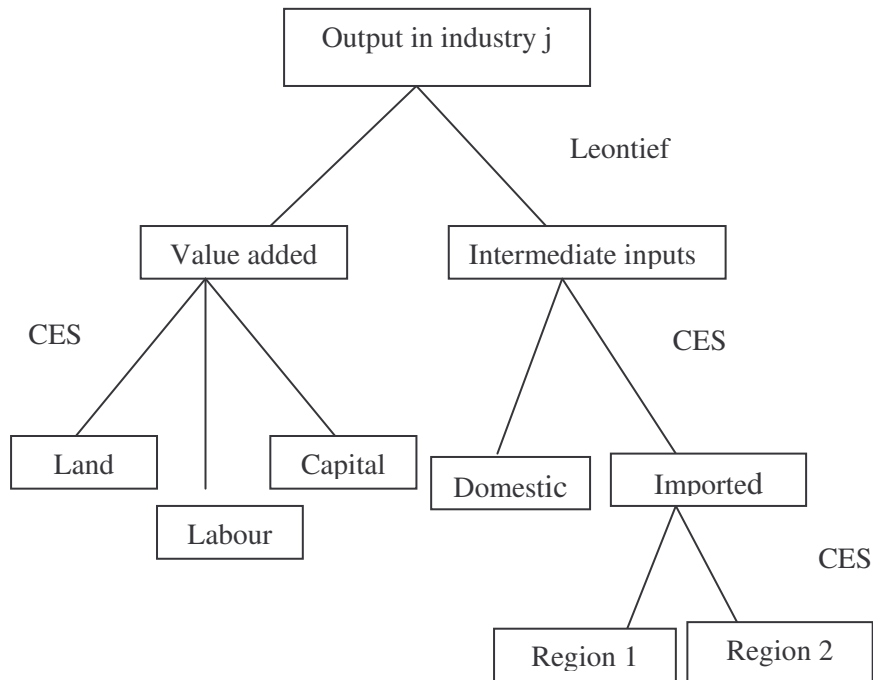 Output in industry j
Leontief
Value added
Intermediate inputs
CES
CES
Land
Capital
Domestic
Imported
Labour
CES
Region 1
Region 2